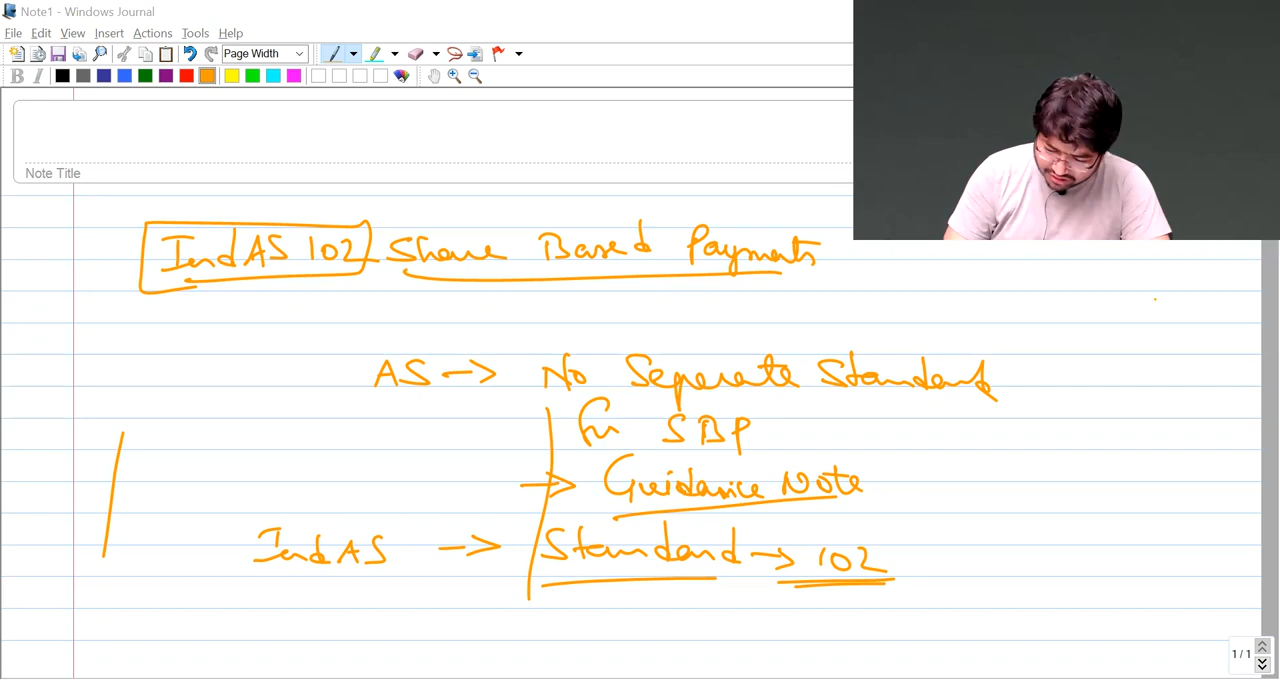 Note1 - Windows Journal
File Edit View Insert Actions Tools Help
Page Width
B I
Note Title
IndAS 102 - Share Based Payments
AS -> No Seperate Standard
for SBP
-> Guidance Note
IndAS -> Standard -> 102
1 / 1